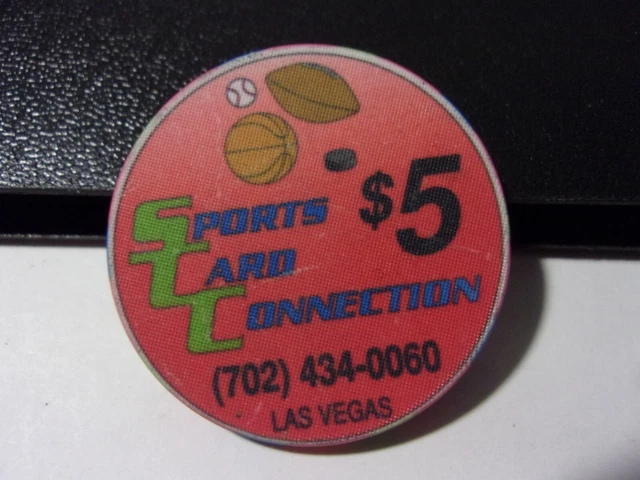 $5
SPORTS
CARD
CONNECTION
(702) 434-0060
LAS VEGAS